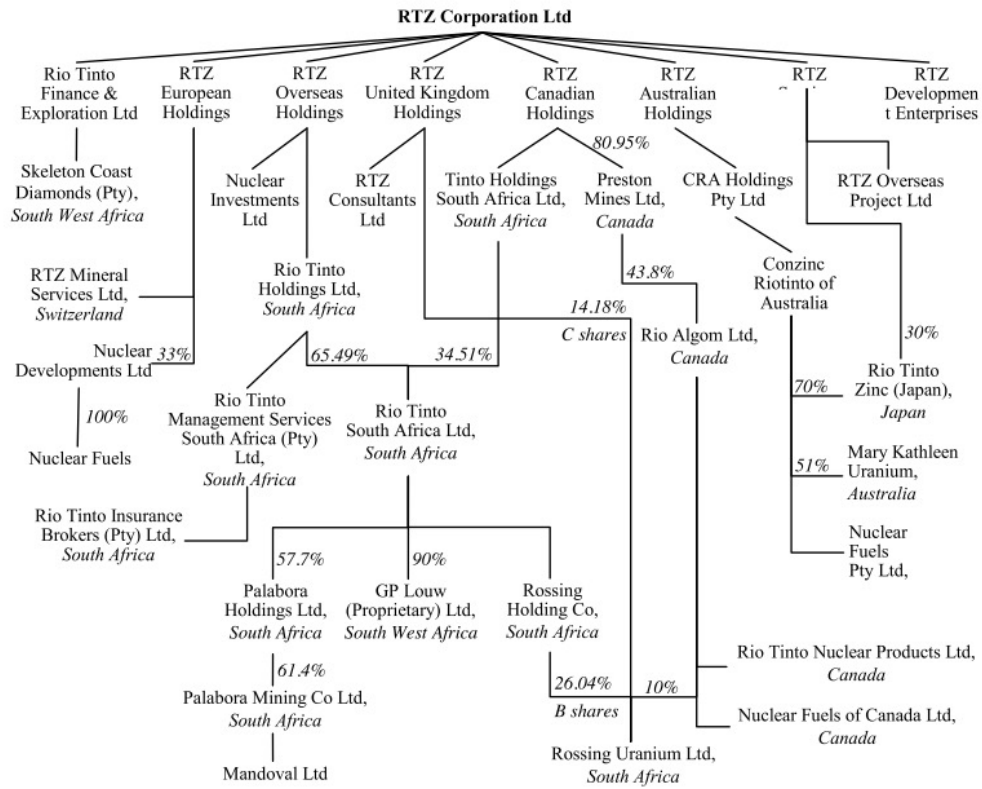 RTZ Corporation Ltd
Rio Tinto
Finance &
Exploration Ltd
RTZ
European
Holdings
RTZ
Overseas
Holdings
RTZ
United Kingdom
Holdings
RTZ
Canadian
Holdings
RTZ
Australian
Holdings
RTZ
RTZ
Developmen
t Enterprises
80.95%
Skeleton Coast
Diamonds (Pty),
South West Africa
Nuclear
Investments
Ltd
RTZ
Consultants
Ltd
Tinto Holdings
South Africa Ltd,
South Africa
Preston
Mines Ltd,
Canada
CRA Holdings
Pty Ltd
RTZ Overseas
Project Ltd
RTZ Mineral
Services Ltd,
Switzerland
Rio Tinto
Holdings Ltd,
South Africa
43.8%
Conzinc
Riotinto of
Australia
14.18%
C shares
Rio Algom Ltd,
Canada
30%
Nuclear
Developments Ltd
33%
65.49%
34.51%
Rio Tinto
Zinc (Japan),
Japan
70%
100%
Nuclear Fuels
Rio Tinto
Management Services
South Africa (Pty)
Ltd,
South Africa
Rio Tinto
South Africa Ltd,
South Africa
51%
Mary Kathleen
Uranium,
Australia
Rio Tinto Insurance
Brokers (Pty) Ltd,
South Africa
Nuclear
Fuels
Pty Ltd,
57.7%
90%
Palabora
Holdings Ltd,
South Africa
GP Louw
(Proprietary) Ltd,
South West Africa
Rossing
Holding Co,
South Africa
61.4%
Palabora Mining Co Ltd,
South Africa
26.04%
B shares
10%
Rio Tinto Nuclear Products Ltd,
Canada
Nuclear Fuels of Canada Ltd,
Canada
Mandoval Ltd
Rossing Uranium Ltd,
South Africa